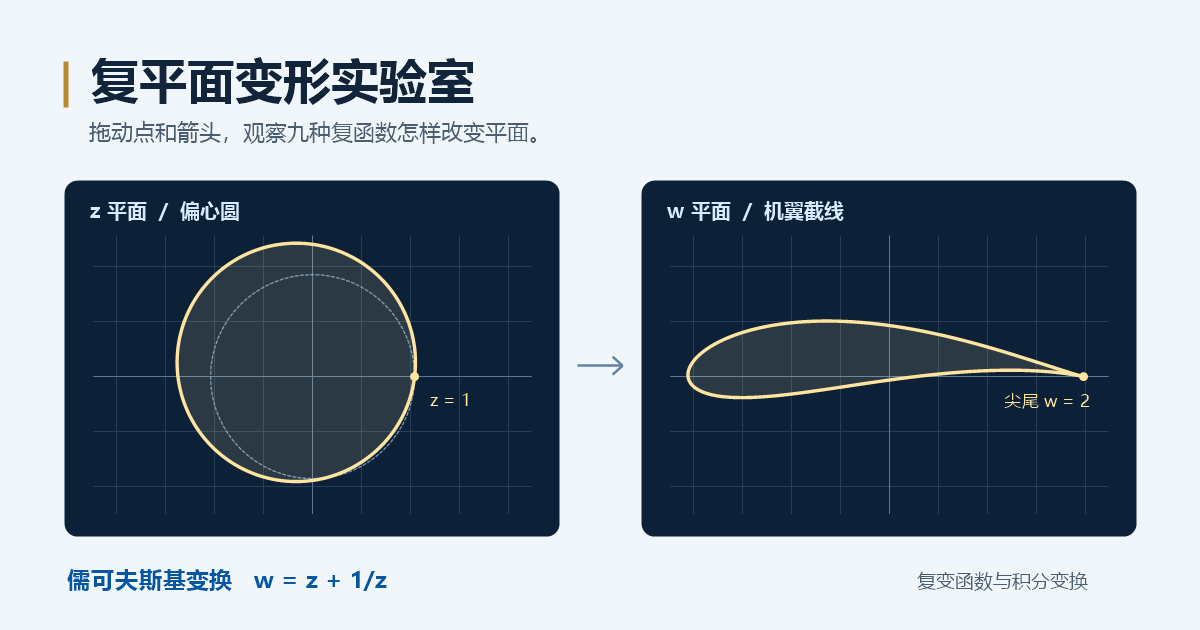 复平面变形实验室
拖动点和箭头，观察九种复函数怎样改变平面。
z 平面 / 偏心圆
w 平面 / 机翼截线
z = 1
尖尾 w = 2
儒可夫斯基变换 w = z + 1/z
复变函数与积分变换